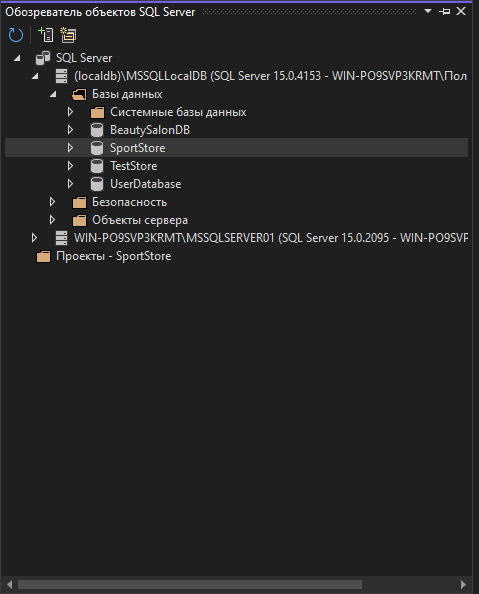 Обозреватель объектов SQL Server
SQL Server
(localdb)\MSSQLLocalDB (SQL Server 15.0.4153 - WIN-PO9SVP3KRMT\Пол
Базы данных
Системные базы данных
BeautySalonDB
SportStore
TestStore
UserDatabase
Безопасность
Объекты сервера
WIN-PO9SVP3KRMT\MSSQLSERVER01 (SQL Server 15.0.2095 - WIN-PO9SVP
Проекты - SportStore